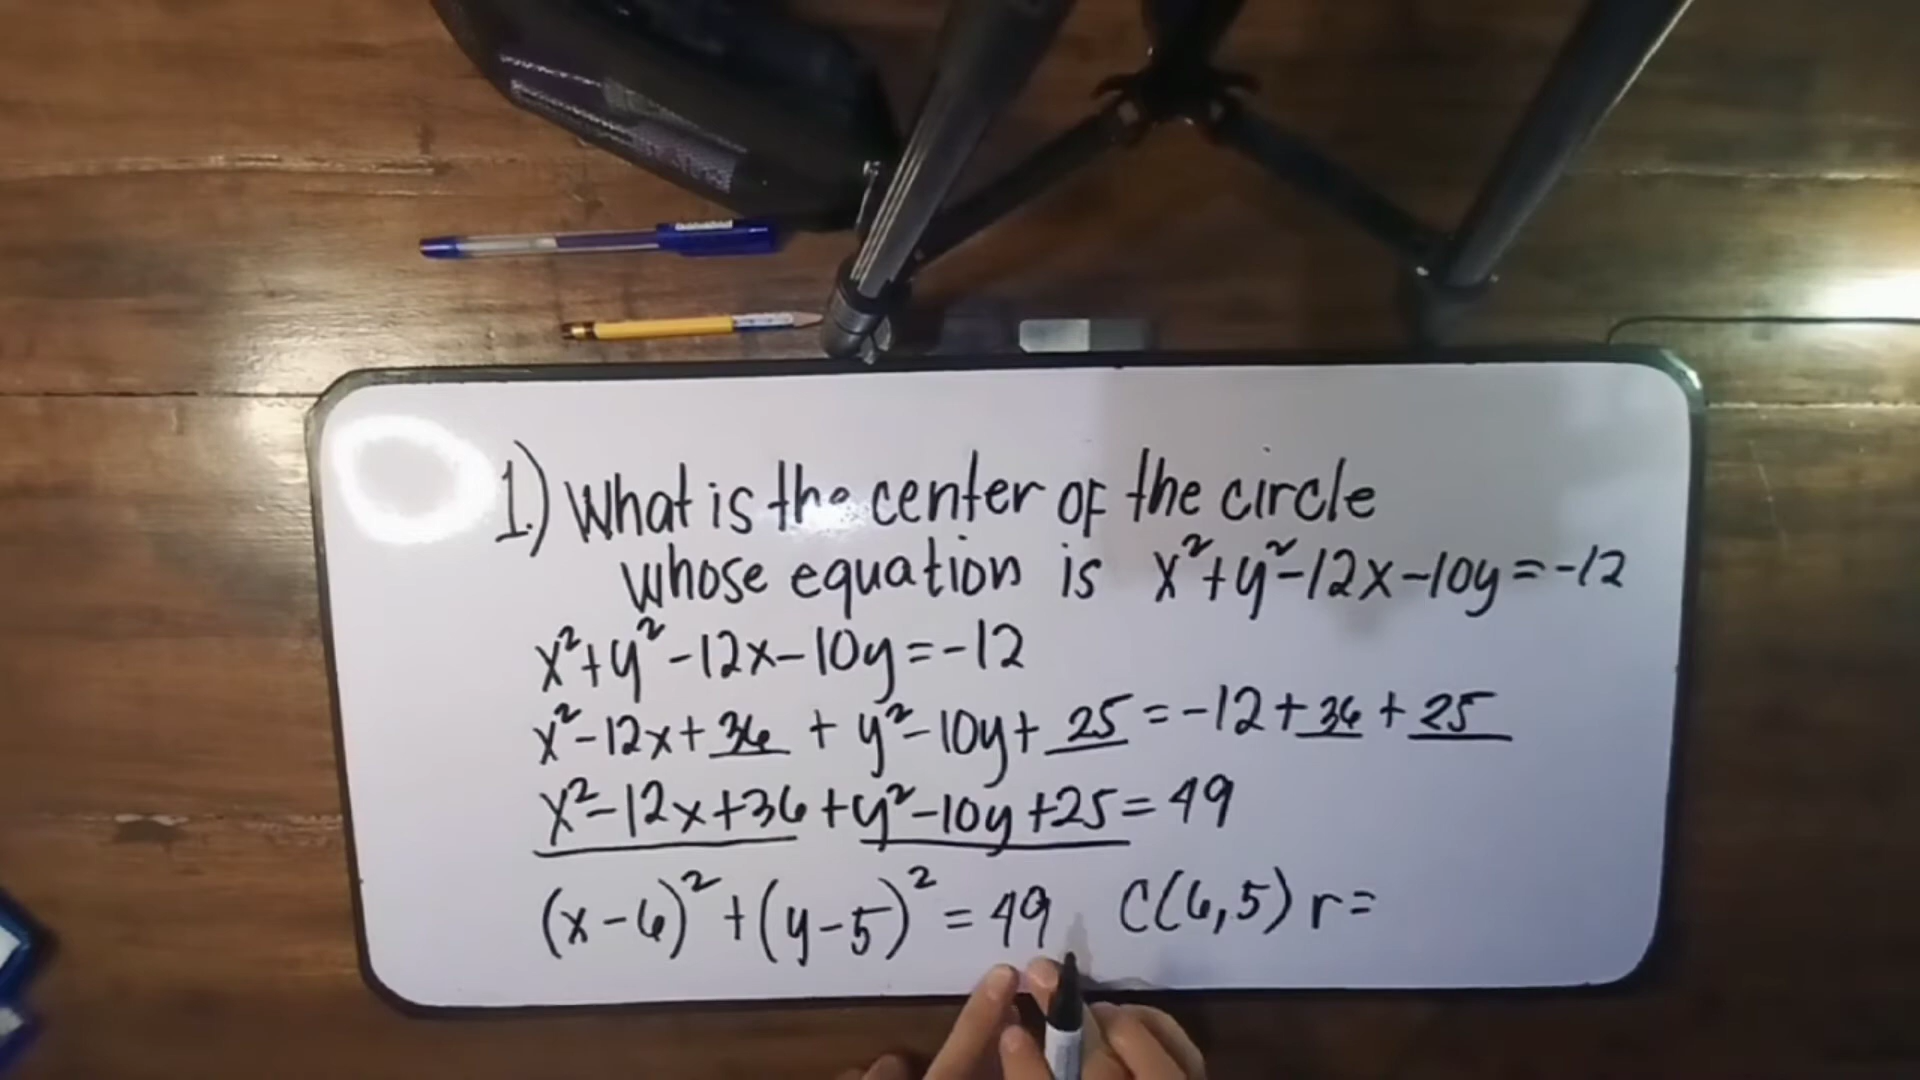 1.) What is the center of the circle
whose equation is x²+y²-12x-10y=-12
x²+y²-12x-10y=-12
x²-12x+36 + y²-10y+25=-12+36+25
x²-12x+36+y²-10y+25=49
(x-6)²+(y-5)²=49 C(6,5) r=